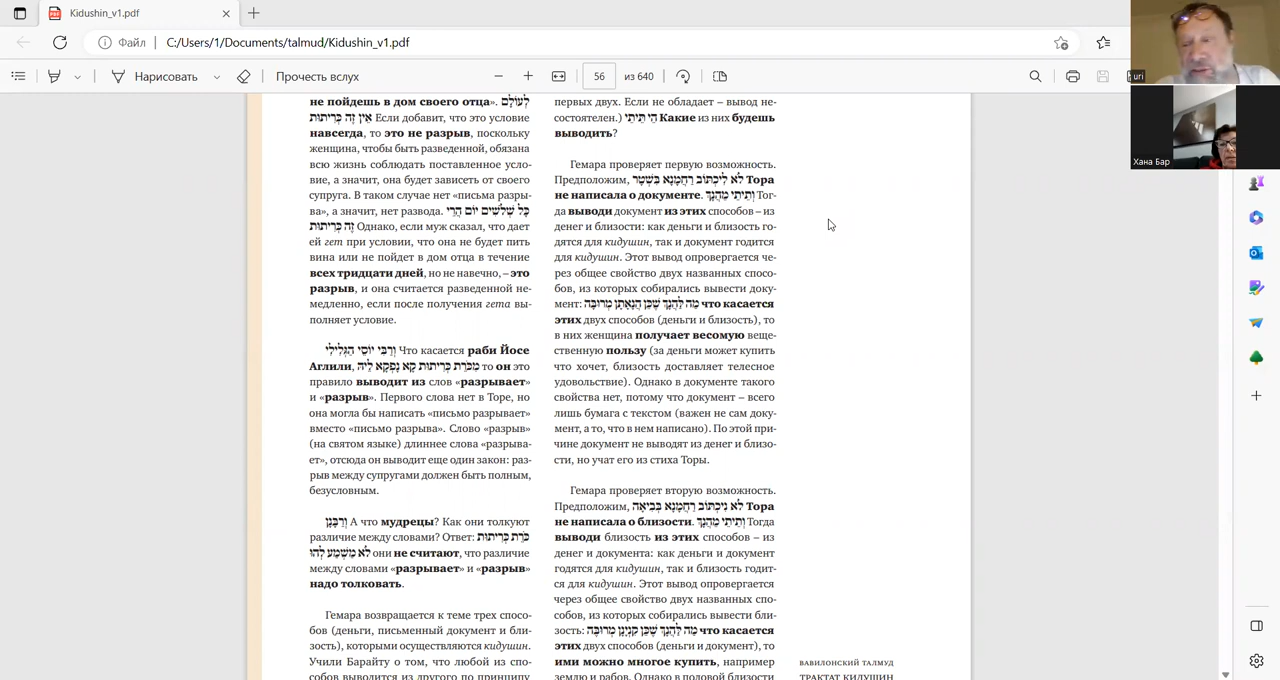 Kidushin_v1.pdf
Файл
C:/Users/1/Documents/talmud/Kidushin_v1.pdf
Нарисовать
Прочесть вслух
56
из 640
uri
Хана Бар
не пойдешь в дом своего отца». לְעוֹלָם
אֵין זֶה כְּרִיתוּת Если добавит, что это условие
навсегда, то это не разрыв, поскольку
женщина, чтобы быть разведенной, обязана
всю жизнь соблюдать поставленное усло-
вие, а значит, она будет зависеть от своего
супруга. В таком случае нет «письма разры-
ва», а значит, нет развода. כָּל שְׁלֹשִׁים יוֹם הֲרֵי
זֶה כְּרִיתוּת Однако, если муж сказал, что дает
ей гет при условии, что она не будет пить
вина или не пойдет в дом отца в течение
всех тридцати дней, но не навечно, – это
разрыв, и она считается разведенной не-
медленно, если после получения гета вы-
полняет условие.
וְרַבִּי יוֹסֵי הַגְּלִילִי Что касается раби Йосе
Аглили, מִכֹּרֶת כְּרִיתוּת קָא נָפְקָא לֵיהּ то он это
правило выводит из слов «разрывает»
и «разрыв». Первого слова нет в Торе, но
она могла бы написать «письмо разрывает»
вместо «письмо разрыва». Слово «разрыв»
(на святом языке) длиннее слова «разрыва-
ет», отсюда он выводит еще один закон: раз-
рыв между супругами должен быть полным,
безусловным.
וְרַבָּנָן А что мудрецы? Как они толкуют
различие между словами? Ответ: כֹּרֶת כְּרִיתוּת
לֹא מַשְׁמַע לְהוּ они не считают, что различие
между словами «разрывает» и «разрыв»
надо толковать.
Гемара возвращается к теме трех спосо-
бов (деньги, письменный документ и бли-
зость), которыми осуществляются кидушин.
Учили Барайту о том, что любой из спо-
собов выводится из другого по принципу
первых двух. Если не обладает – вывод не-
состоятелен.) הֵי תֵּיתֵי Какие из них будешь
выводить?
Гемара проверяет первую возможность.
Предположим, לֹא לִיכְתּוֹב רַחֲמָנָא בִּשְׁטָר Тора
не написала о документе. וְתֵיתֵי מֵהָנָךְ Тог-
да выводи документ из этих способов – из
денег и близости: как деньги и близость го-
дятся для кидушин, так и документ годится
для кидушин. Этот вывод опровергается че-
рез общее свойство двух названных спосо-
бов, из которых собирались вывести доку-
мент: מַה לְּהָנָךְ שֶׁכֵּן הֲנָאָתָן מְרוּבָּה что касается
этих двух способов (деньги и близость), то
в них женщина получает весомую веще-
ственную пользу (за деньги может купить
что хочет, близость доставляет телесное
удовольствие). Однако в документе такого
свойства нет, потому что документ – всего
лишь бумага с текстом (важен не сам доку-
мент, а то, что в нем написано). По этой при-
чине документ не выводят из денег и близо-
сти, но учат его из стиха Торы.
Гемара проверяет вторую возможность.
Предположим, לֹא נִיכְתּוֹב רַחֲמָנָא בְּבִיאָה Тора
не написала о близости. וְתֵיתֵי מֵהָנָךְ Тогда
выводи близость из этих способов – из
денег и документа: как деньги и документ
годятся для кидушин, так и близость годит-
ся для кидушин. Этот вывод опровергается
через общее свойство двух названных спо-
собов, из которых собирались вывести бли-
зость: מַה לְּהָנָךְ שֶׁכֵּן קִנְיָנָן מְרוּבֶּה что касается
этих двух способов (деньги и документ), то
ими можно многое купить, например
землю и рабов. Однако в половой близости
ВАВИЛОНСКИЙ ТАЛМУД
ТРАКТАТ КИДУШИН